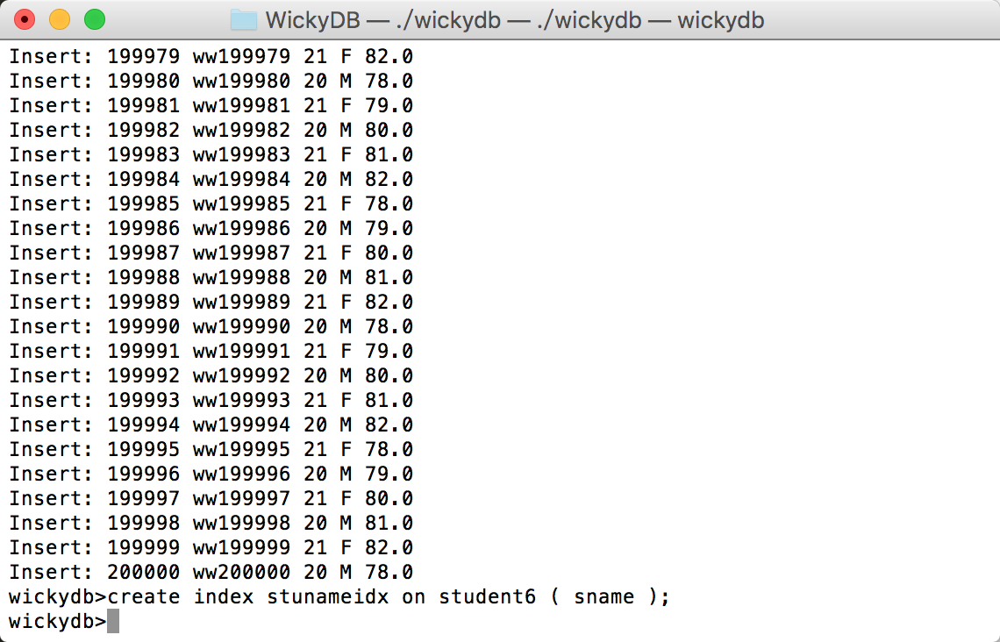 WickyDB — ./wickydb — ./wickydb — wickydb
Insert: 199979 ww199979 21 F 82.0
Insert: 199980 ww199980 20 M 78.0
Insert: 199981 ww199981 21 F 79.0
Insert: 199982 ww199982 20 M 80.0
Insert: 199983 ww199983 21 F 81.0
Insert: 199984 ww199984 20 M 82.0
Insert: 199985 ww199985 21 F 78.0
Insert: 199986 ww199986 20 M 79.0
Insert: 199987 ww199987 21 F 80.0
Insert: 199988 ww199988 20 M 81.0
Insert: 199989 ww199989 21 F 82.0
Insert: 199990 ww199990 20 M 78.0
Insert: 199991 ww199991 21 F 79.0
Insert: 199992 ww199992 20 M 80.0
Insert: 199993 ww199993 21 F 81.0
Insert: 199994 ww199994 20 M 82.0
Insert: 199995 ww199995 21 F 78.0
Insert: 199996 ww199996 20 M 79.0
Insert: 199997 ww199997 21 F 80.0
Insert: 199998 ww199998 20 M 81.0
Insert: 199999 ww199999 21 F 82.0
Insert: 200000 ww200000 20 M 78.0
wickydb>create index stunameidx on student6 ( sname );
wickydb>